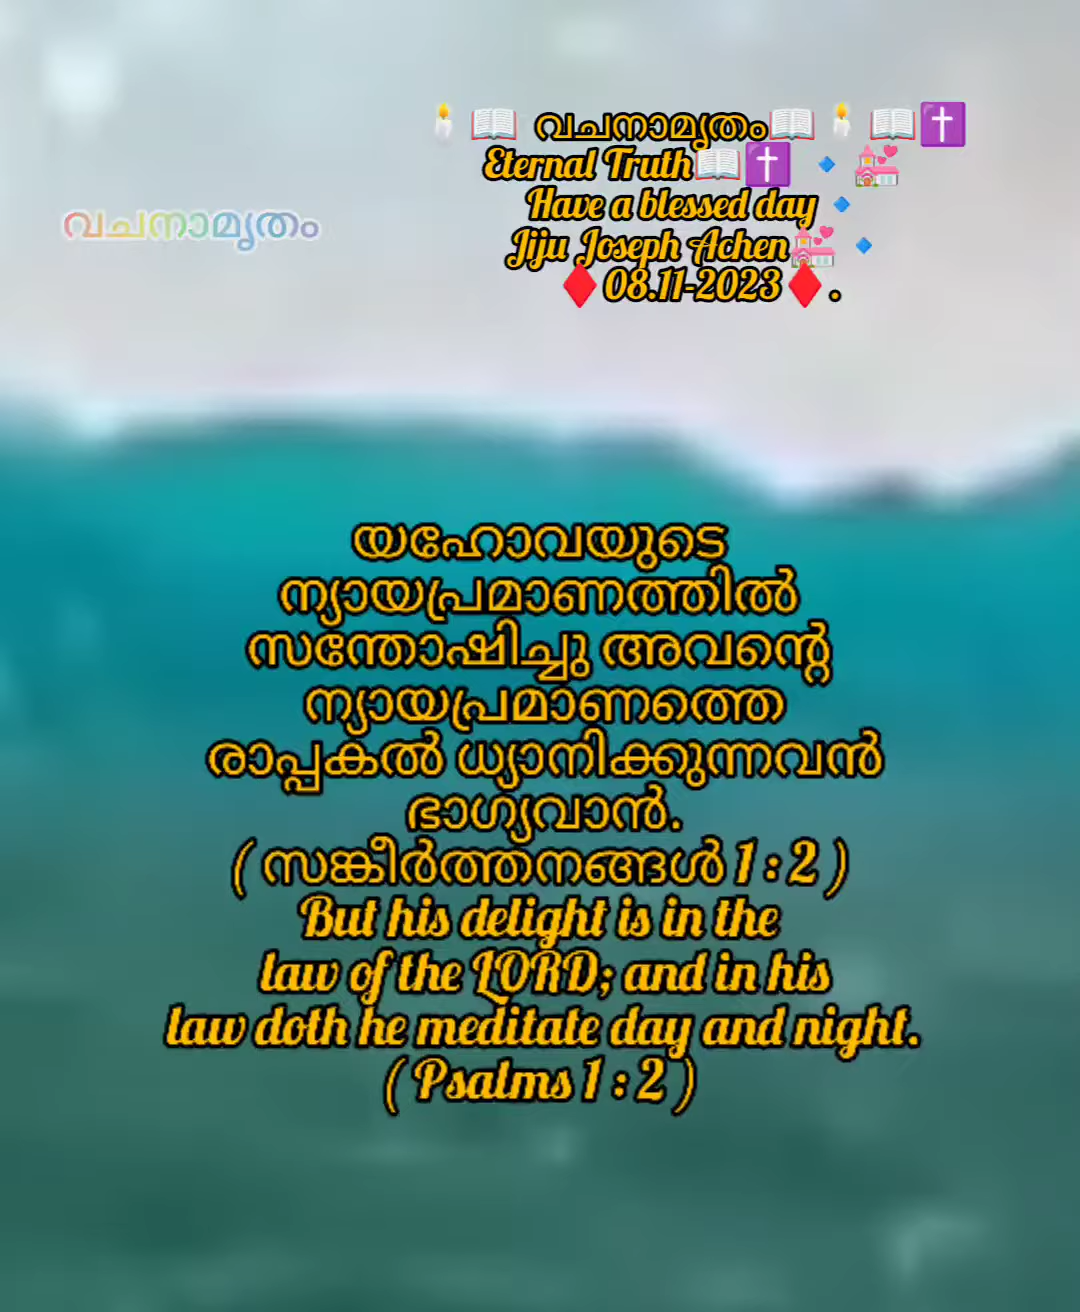 🕯️📖 വചനാമൃതം📖🕯️📖✝️
Eternal Truth📖✝️🔹💒
Have a blessed day🔹
Jiju Joseph Achen💒🔹
♦️08.11-2023♦️.
വചനാമൃതം
യഹോവയുടെ
ന്യായപ്രമാണത്തിൽ
സന്തോഷിച്ചു അവന്റെ
ന്യായപ്രമാണത്തെ
രാപ്പകൽ ധ്യാനിക്കുന്നവൻ
ഭാഗ്യവാൻ.
( സങ്കീർത്തനങ്ങൾ 1 : 2 )
But his delight is in the
law of the LORD; and in his
law doth he meditate day and night.
( Psalms 1 : 2 )